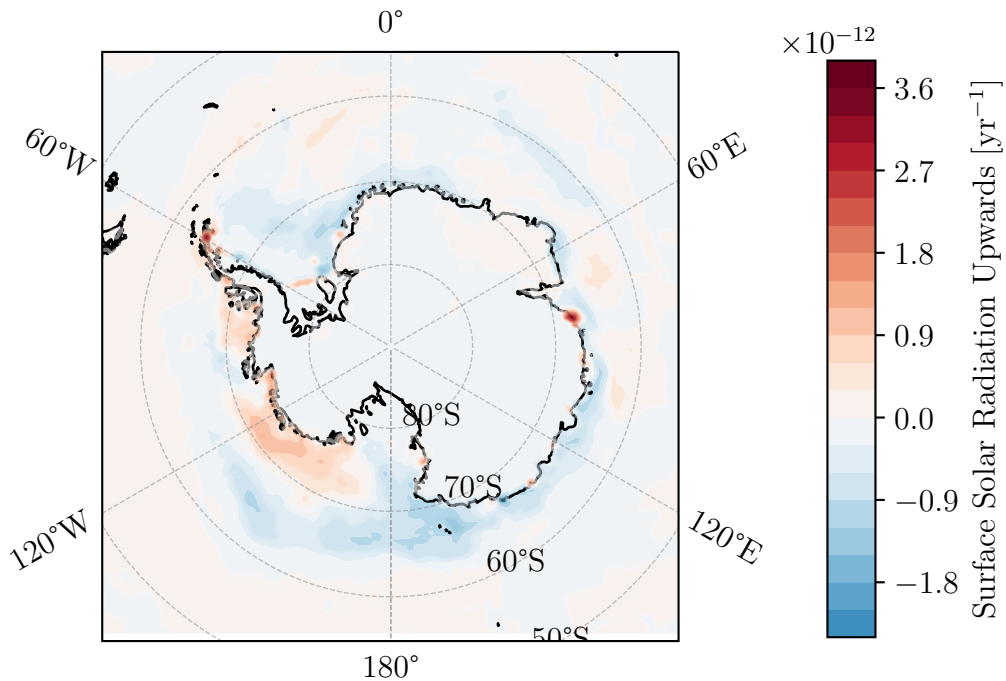 0°
×10⁻¹²
60°W
60°E
3.6
2.7
1.8
0.9
0.0
−0.9
−1.8
Surface Solar Radiation Upwards [yr⁻¹]
80°S
70°S
60°S
50°S
120°W
120°E
180°